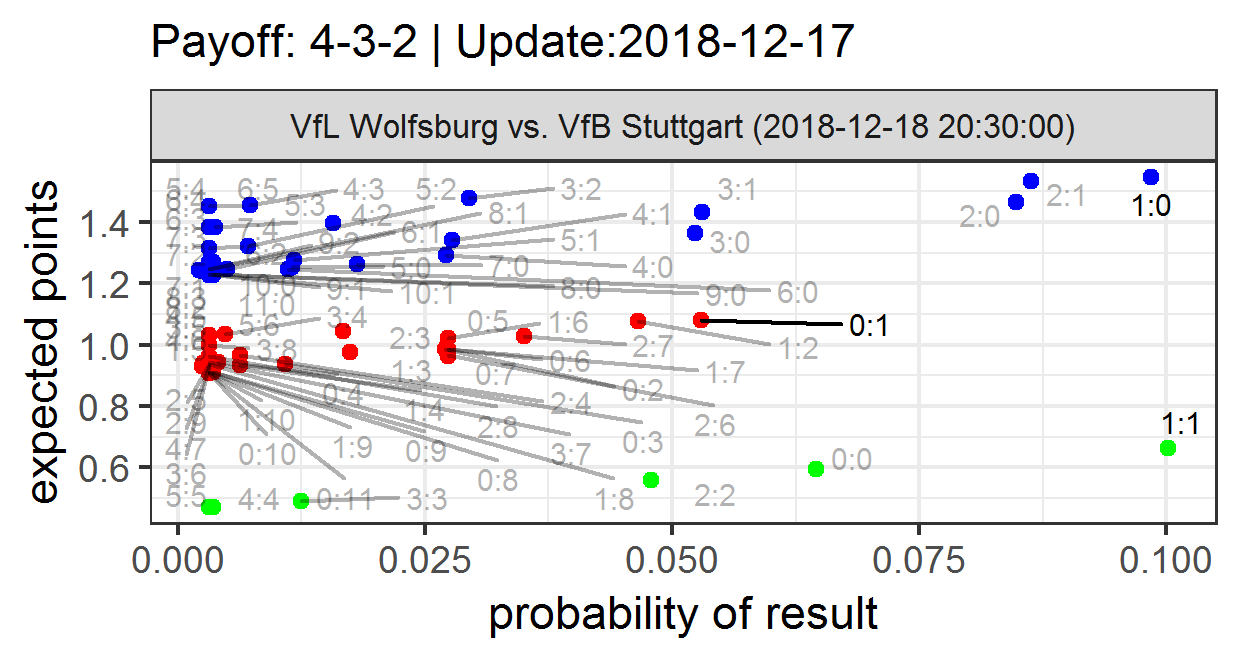 Payoff: 4-3-2 | Update:2018-12-17
VfL Wolfsburg vs. VfB Stuttgart (2018-12-18 20:30:00)
expected points
1.4
1.2
1.0
0.8
0.6
5:4 6:5 4:3 5:2 3:2 3:1 2:1 1:0
5:3 4:2 8:1 4:1 2:0
7:4 9:2 6:1 5:1 3:0
5:0 7:0 4:0
10:0 9:1 10:1 8:0 9:0 6:0
11:0
5:6 3:4 0:5 1:6 0:1
3:8 2:3 2:7 1:2
1:3 0:7 0:6 1:7
0:4 0:2
1:4 2:4
2:9 1:10 2:8 2:6 1:1
4:7 0:10 1:9 0:9 3:7 0:3 0:0
3:6 0:8
5:5 4:4 0:11 3:3 1:8 2:2
0.000 0.025 0.050 0.075 0.100
probability of result